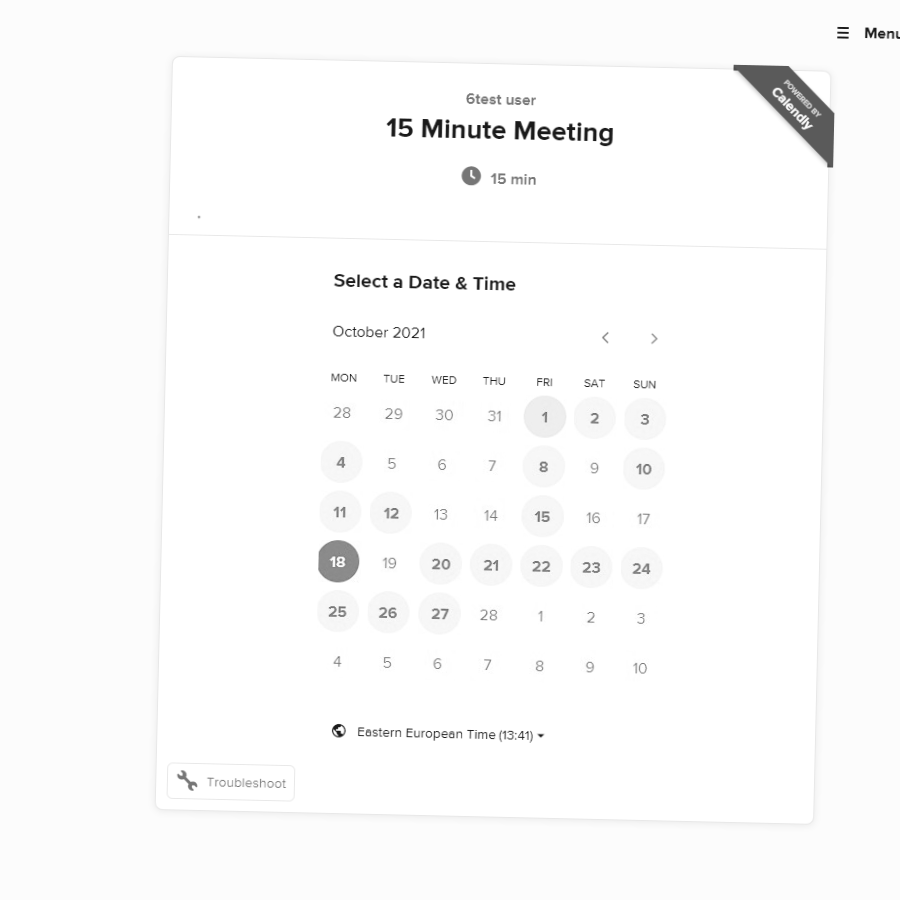 ☰ Menu
POWERED BY
Calendly
6test user
15 Minute Meeting
15 min
Select a Date & Time
October 2021
MON TUE WED THU FRI SAT SUN
28 29 30 31 1 2 3
4 5 6 7 8 9 10
11 12 13 14 15 16 17
18 19 20 21 22 23 24
25 26 27 28 1 2 3
4 5 6 7 8 9 10
Eastern European Time (13:41)
Troubleshoot